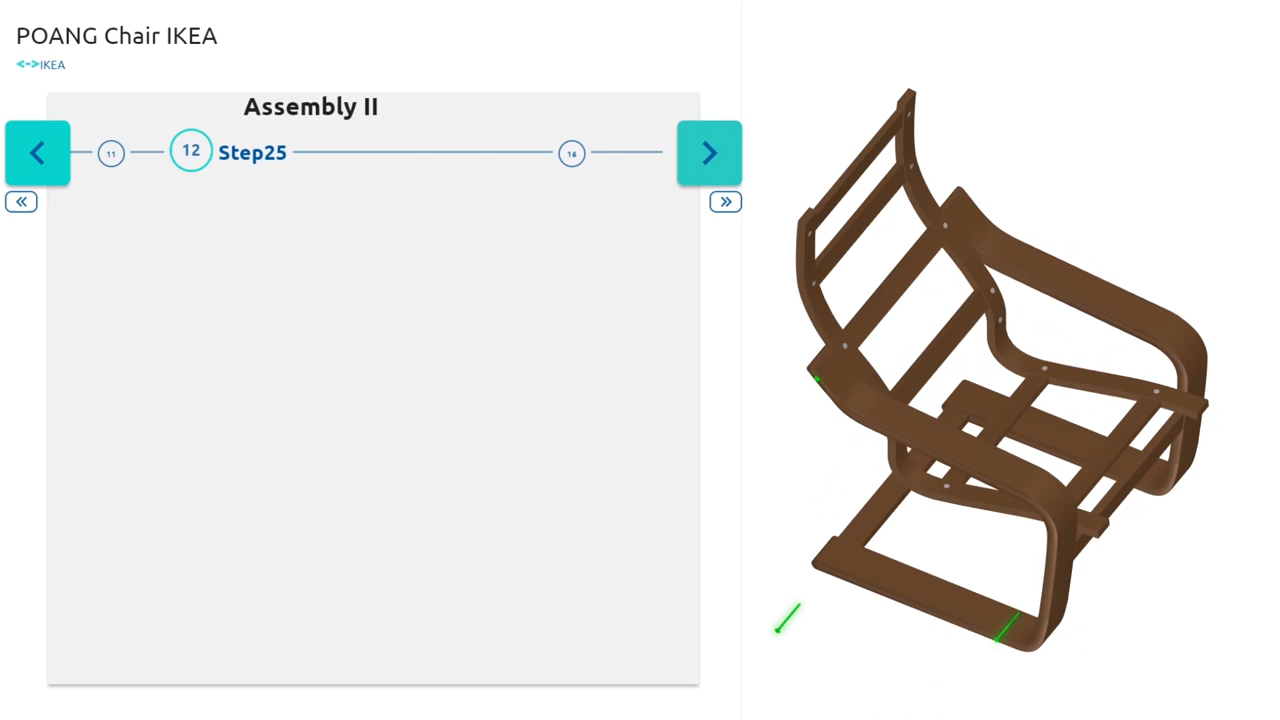 POANG Chair IKEA
<->IKEA
Assembly II
11
12
Step25
16